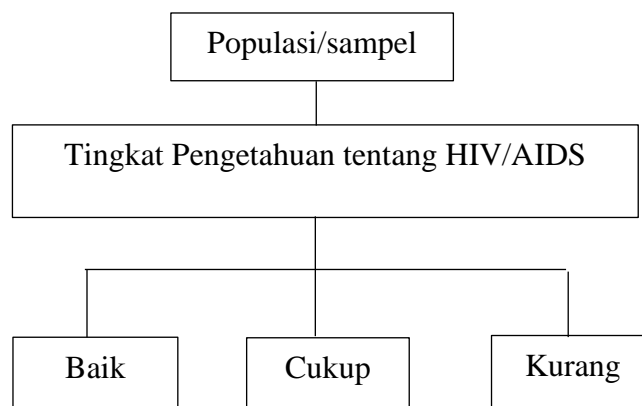 Populasi/sampel
Tingkat Pengetahuan tentang HIV/AIDS
Baik
Cukup
Kurang